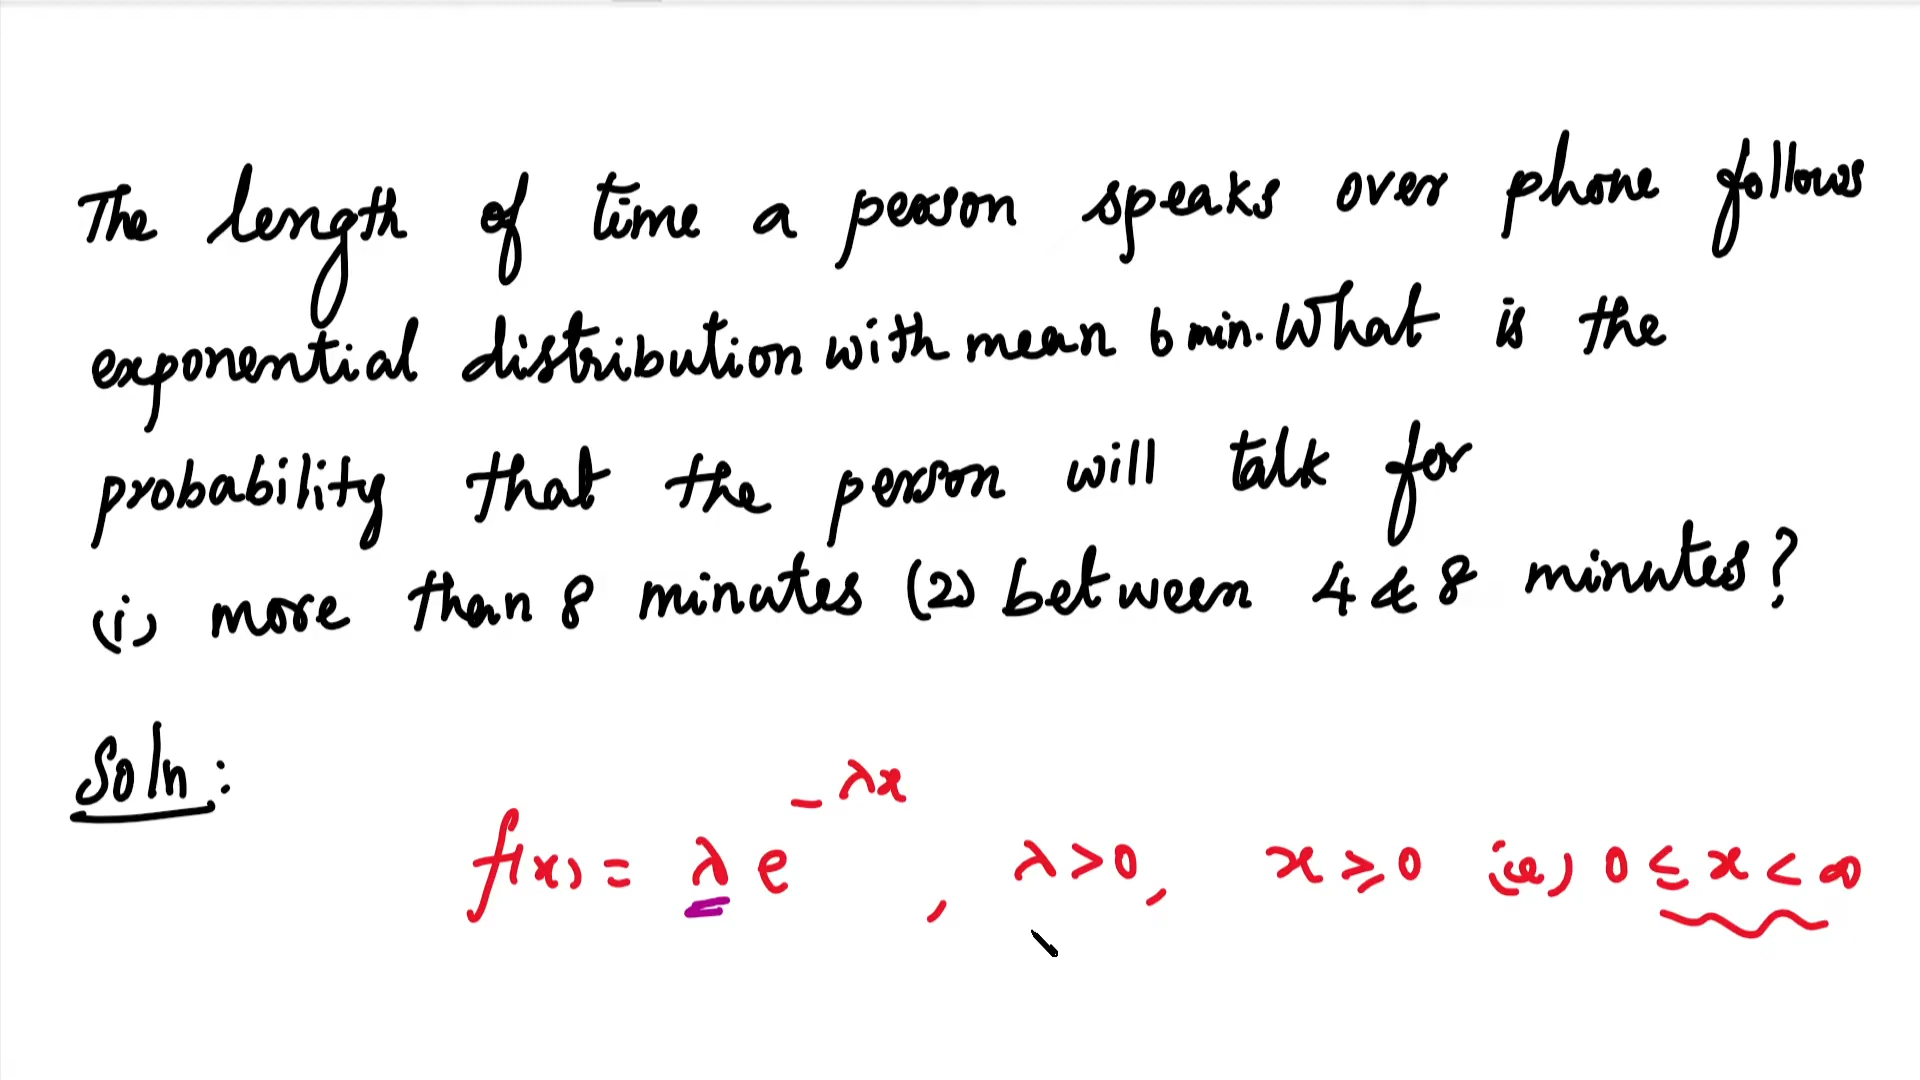 The length of time a person speaks over phone follows
exponential distribution with mean 6 min. What is the
probability that the person will talk for
(i) more than 8 minutes (2) between 4 & 8 minutes?
Soln:
f(x) = λ e^{-λx}, λ>0, x ≥ 0 (ie) 0 ≤ x < ∞